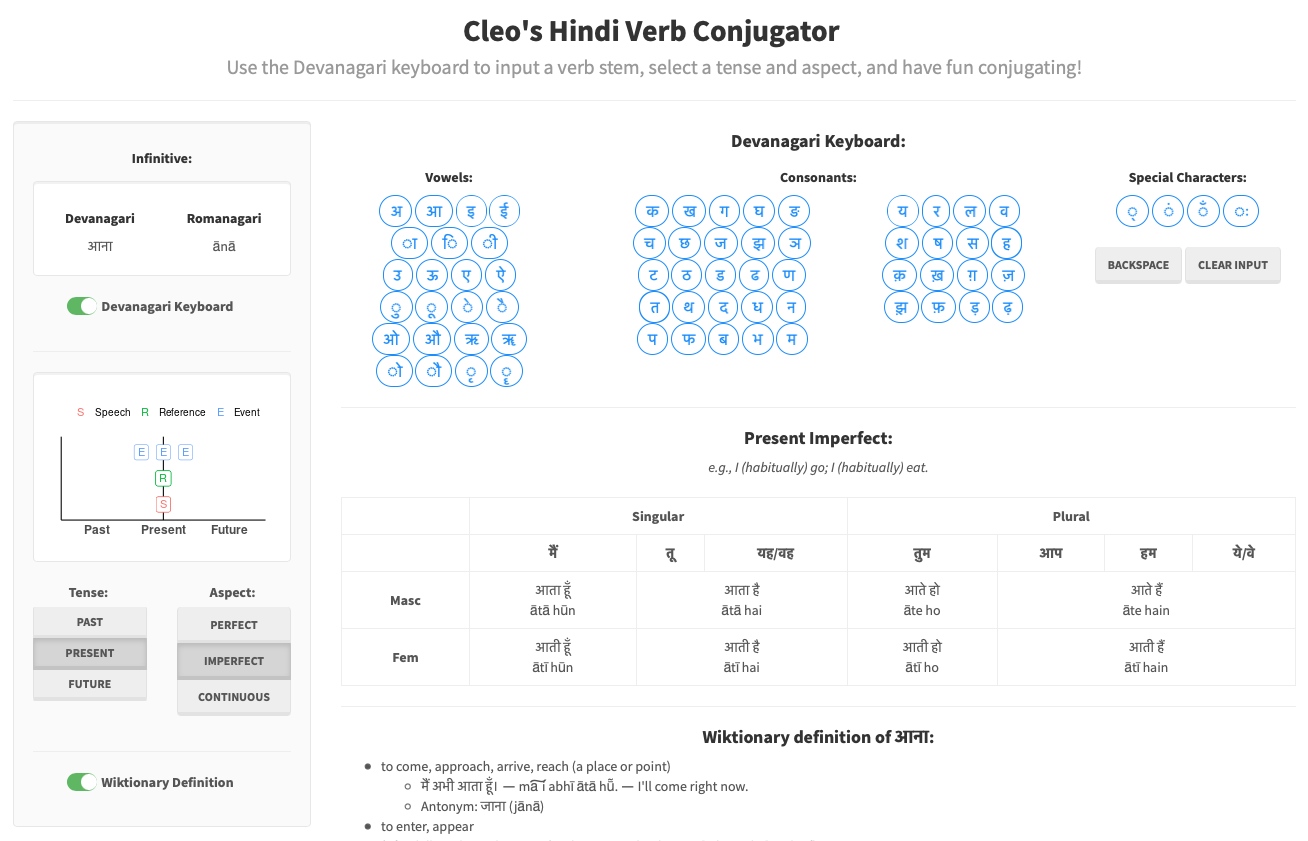 Cleo's Hindi Verb Conjugator
Use the Devanagari keyboard to input a verb stem, select a tense and aspect, and have fun conjugating!
Infinitive:
Devanagari Romanagari
आना ānā
Devanagari Keyboard
S Speech R Reference E Event
E E E
R
S
Past Present Future
Tense: Aspect:
PAST PERFECT
PRESENT IMPERFECT
FUTURE CONTINUOUS
Wiktionary Definition
Devanagari Keyboard:
Vowels: Consonants: Special Characters:
अ आ इ ई क ख ग घ ङ य र ल व ् ं ँ ः
ा ि ी च छ ज झ ञ श ष स ह
उ ऊ ए ऐ ट ठ ड ढ ण क़ ख़ ग़ ज़
ु ू े ै त थ द ध न झ़ फ़ ड़ ढ़
ओ औ ऋ ॠ प फ ब भ म
ो ौ ृ ॄ
BACKSPACE CLEAR INPUT
Present Imperfect:
e.g., I (habitually) go; I (habitually) eat.
Singular Plural
मैं तू यह/वह तुम आप हम ये/वे
Masc
आता हूँ आता है आते हो आते हैं
ātā hūn ātā hai āte ho āte hain
Fem
आती हूँ आती है आती हो आती हैं
ātī hūn ātī hai ātī ho ātī hain
Wiktionary definition of आना:
to come, approach, arrive, reach (a place or point)
मैं अभी आता हूँ। — ma͠i abhī ātā hū̃. — I'll come right now.
Antonym: जाना (jānā)
to enter, appear